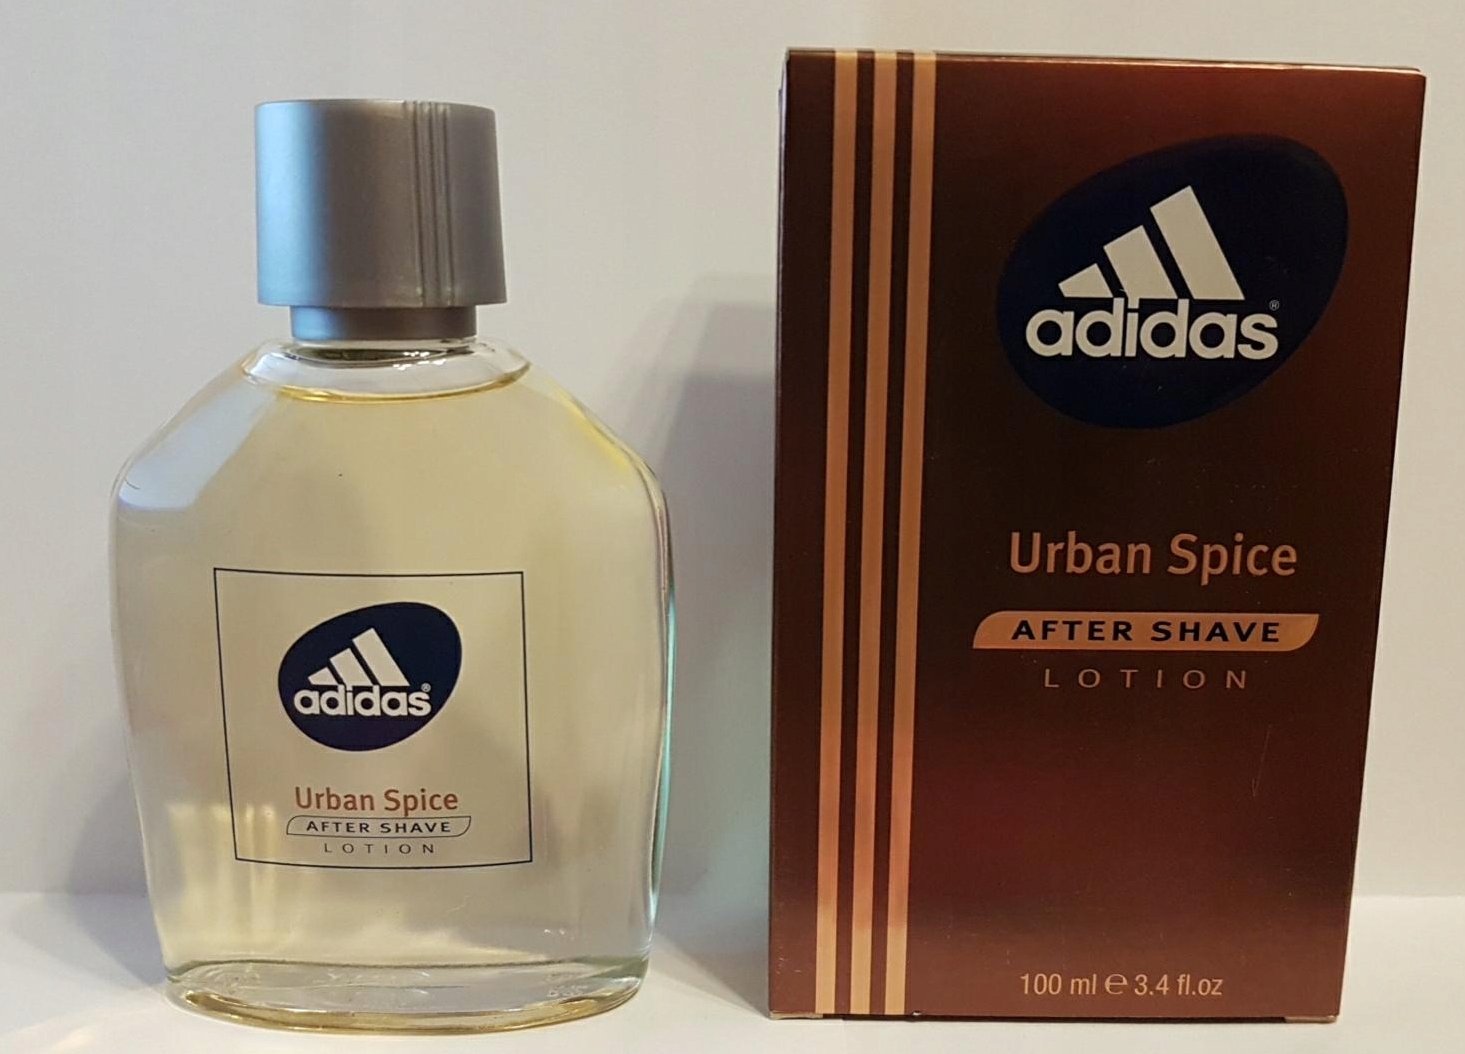 adidas®
Urban Spice
AFTER SHAVE
LOTION
adidas®
Urban Spice
AFTER SHAVE
LOTION
100 ml ℮ 3.4 fl.oz